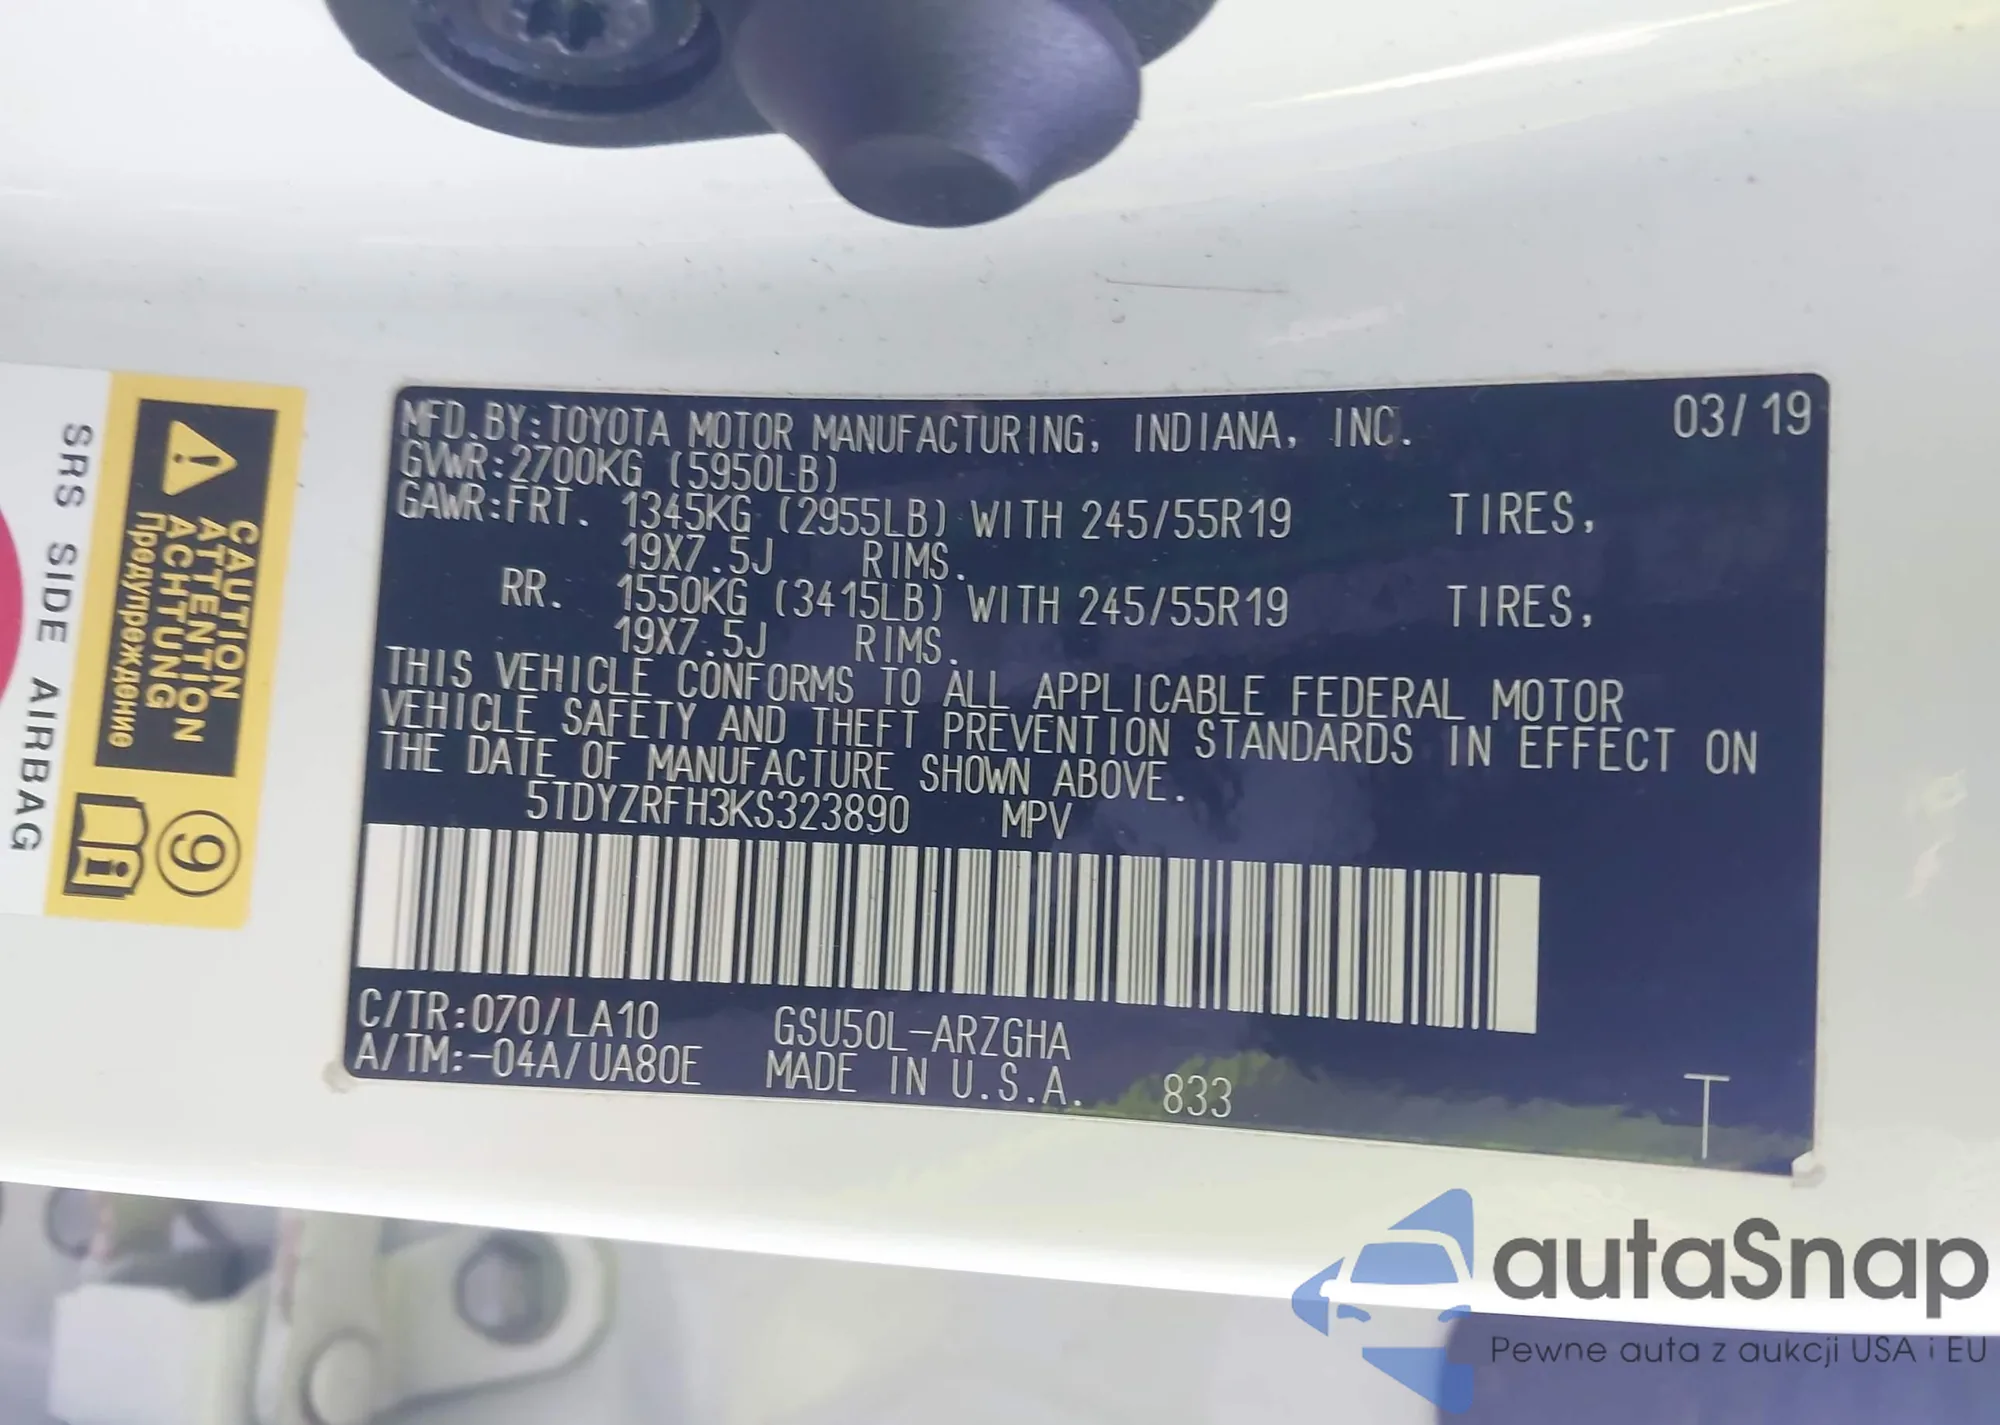 MFD.BY:TOYOTA MOTOR MANUFACTURING, INDIANA, INC. 03/19
GVWR:2700KG (5950LB)
GAWR:FRT. 1345KG (2955LB) WITH 245/55R19 TIRES,
19X7.5J RIMS.
RR. 1550KG (3415LB) WITH 245/55R19 TIRES,
19X7.5J RIMS.
THIS VEHICLE CONFORMS TO ALL APPLICABLE FEDERAL MOTOR
VEHICLE SAFETY AND THEFT PREVENTION STANDARDS IN EFFECT ON
THE DATE OF MANUFACTURE SHOWN ABOVE.
5TDYZRFH3KS323890 MPV
C/TR:070/LA10 GSU50L-ARZGHA
A/TM:-04A/UA80E MADE IN U.S.A. 833 T
CAUTION
ATTENTION
ACHTUNG
Предупреждение
9
i
SRS SIDE AIRBAG
autaSnap
Pewne auta z aukcji USA i EU